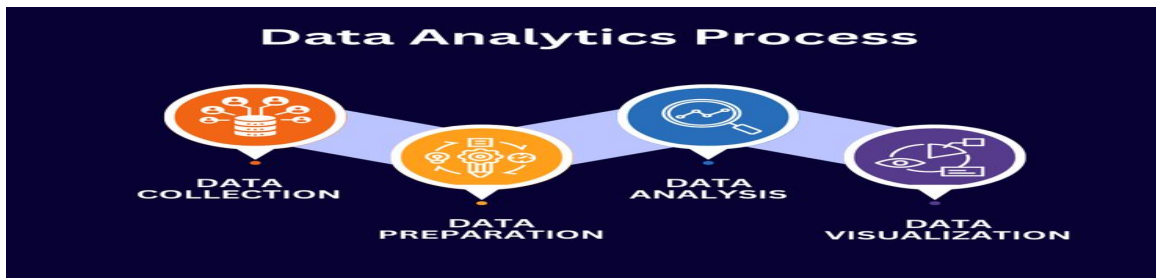 Data Analytics Process
DATA
COLLECTION
DATA
PREPARATION
DATA
ANALYSIS
DATA
VISUALIZATION